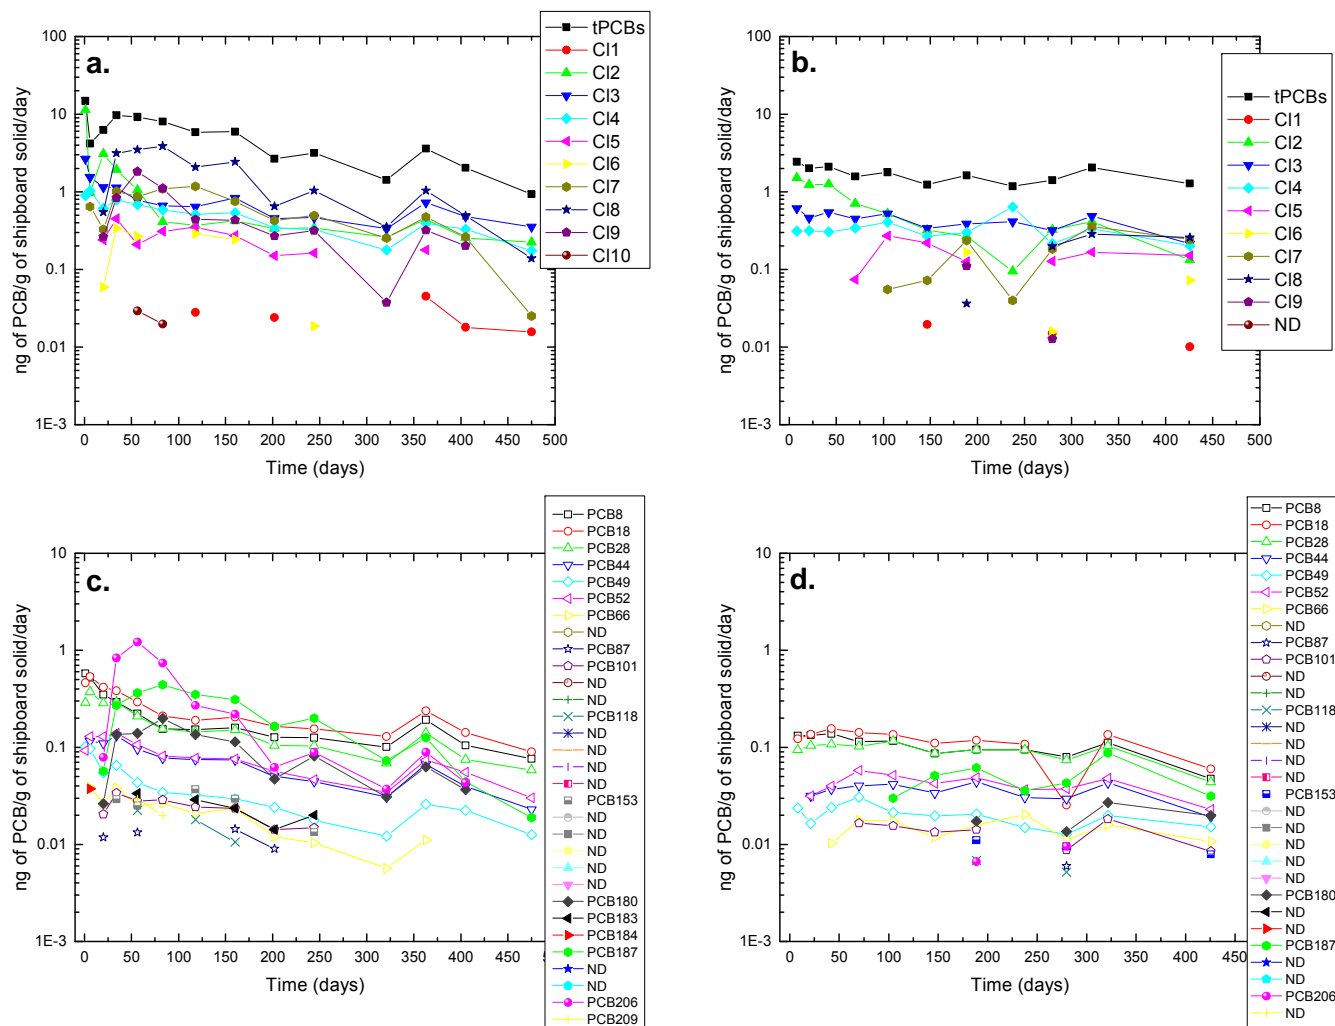 a.
ng of PCB/g of shipboard solid/day
100
10
1
0.1
0.01
1E-3
0 50 100 150 200 250 300 350 400 450 500
Time (days)
tPCBs
Cl1
Cl2
Cl3
Cl4
Cl5
Cl6
Cl7
Cl8
Cl9
Cl10
b.
ng of PCB/g of shipboard solid/day
100
10
1
0.1
0.01
1E-3
0 50 100 150 200 250 300 350 400 450 500
Time (days)
tPCBs
Cl1
Cl2
Cl3
Cl4
Cl5
Cl6
Cl7
Cl8
Cl9
ND
c.
ng of PCB/g of shipboard solid/day
10
1
0.1
0.01
1E-3
0 50 100 150 200 250 300 350 400 450
Time (days)
PCB8
PCB18
PCB28
PCB44
PCB49
PCB52
PCB66
ND
PCB87
PCB101
ND
ND
PCB118
ND
ND
ND
ND
PCB153
ND
ND
ND
ND
ND
PCB180
PCB183
PCB184
PCB187
ND
ND
PCB206
PCB209
d.
ng of PCB/g of shipboard solid/day
10
1
0.1
0.01
1E-3
0 50 100 150 200 250 300 350 400 450
Time (days)
PCB8
PCB18
PCB28
PCB44
PCB49
PCB52
PCB66
ND
PCB87
PCB101
ND
ND
PCB118
ND
ND
ND
ND
PCB153
ND
ND
ND
ND
ND
PCB180
ND
ND
PCB187
ND
ND
PCB206
ND